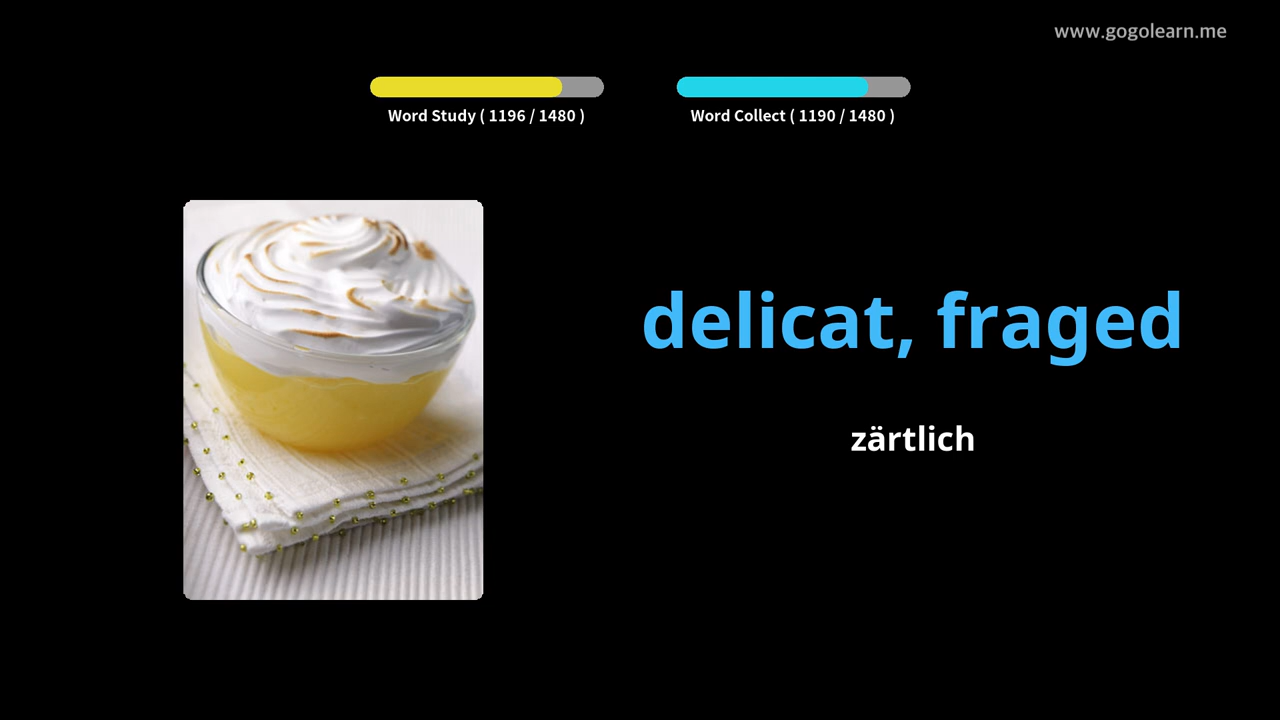 www.gogolearn.me
Word Study ( 1196 / 1480 )
Word Collect ( 1190 / 1480 )
delicat, fraged
zärtlich